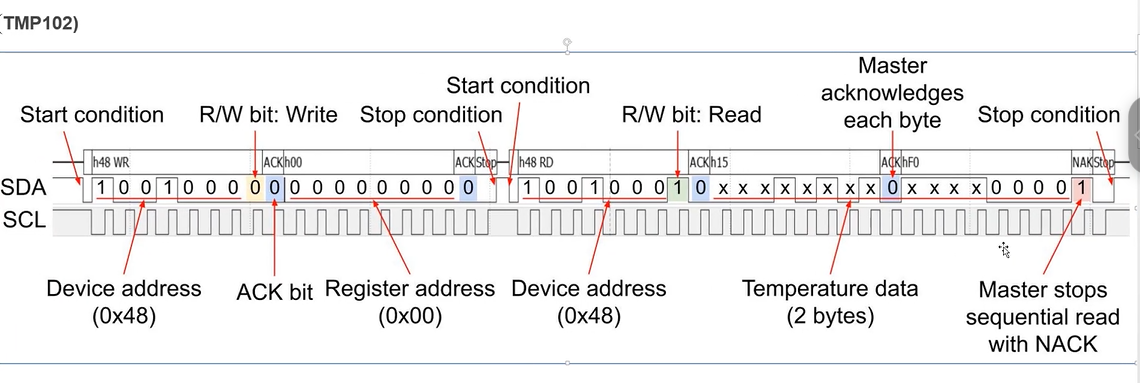 (TMP102)
Start condition
R/W bit: Write
Stop condition
Start condition
R/W bit: Read
Master
acknowledges
each byte
Stop condition
h48 WR ACK h00 ACK Stop h48 RD ACK h15 ACK hF0 NAK Stop
SDA 1 0 0 1 0 0 0 0 0 0 0 0 0 0 0 0 0 0 1 0 0 1 0 0 0 1 0 x x x x x x x x 0 x x x x 0 0 0 0 1
SCL
Device address
(0x48)
ACK bit
Register address
(0x00)
Device address
(0x48)
Temperature data
(2 bytes)
Master stops
sequential read
with NACK